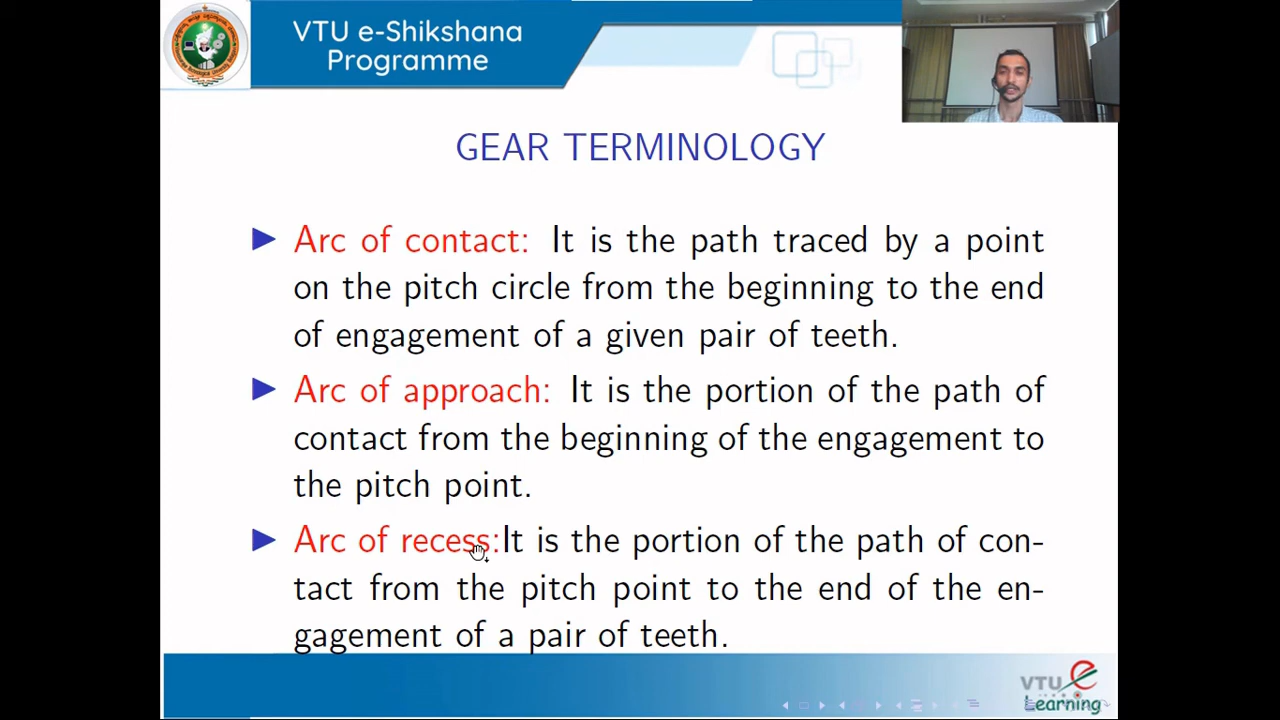 VTU e-Shikshana
Programme
GEAR TERMINOLOGY
Arc of contact: It is the path traced by a point
on the pitch circle from the beginning to the end
of engagement of a given pair of teeth.
Arc of approach: It is the portion of the path of
contact from the beginning of the engagement to
the pitch point.
Arc of recess:It is the portion of the path of con-
tact from the pitch point to the end of the en-
gagement of a pair of teeth.
VTU e
Learning